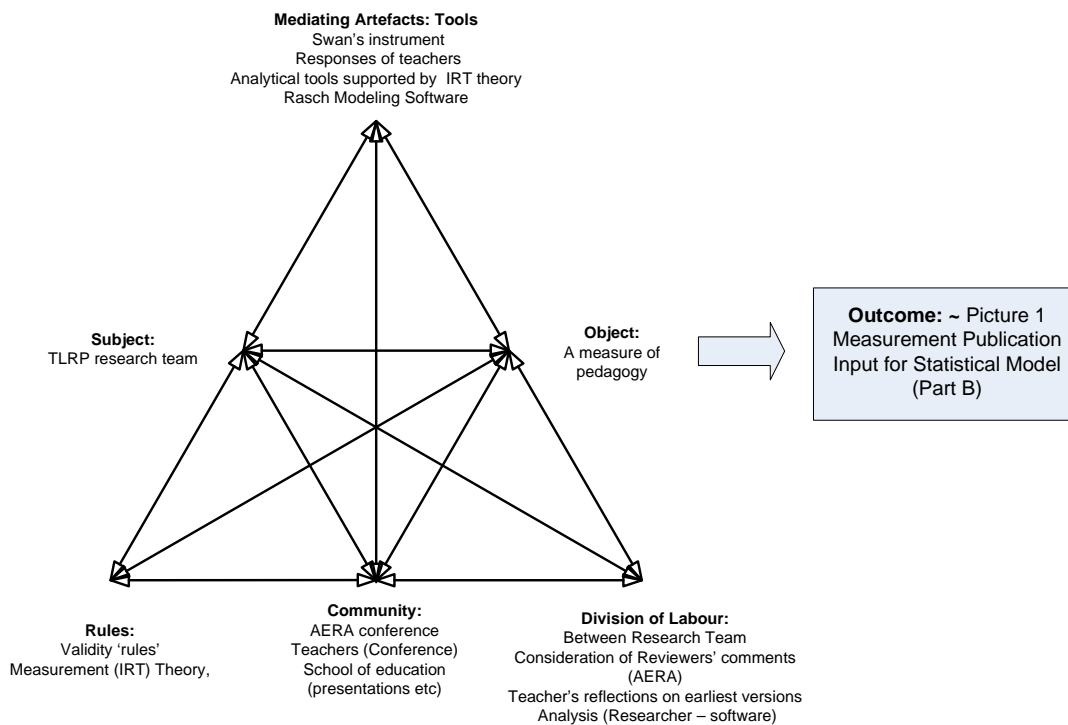 Mediating Artefacts: Tools
Swan's instrument
Responses of teachers
Analytical tools supported by IRT theory
Rasch Modeling Software
Subject:
TLRP research team
Object:
A measure of
pedagogy
Outcome: ~ Picture 1
Measurement Publication
Input for Statistical Model
(Part B)
Rules:
Validity 'rules'
Measurement (IRT) Theory,
Community:
AERA conference
Teachers (Conference)
School of education
(presentations etc)
Division of Labour:
Between Research Team
Consideration of Reviewers' comments
(AERA)
Teacher's reflections on earliest versions
Analysis (Researcher – software)